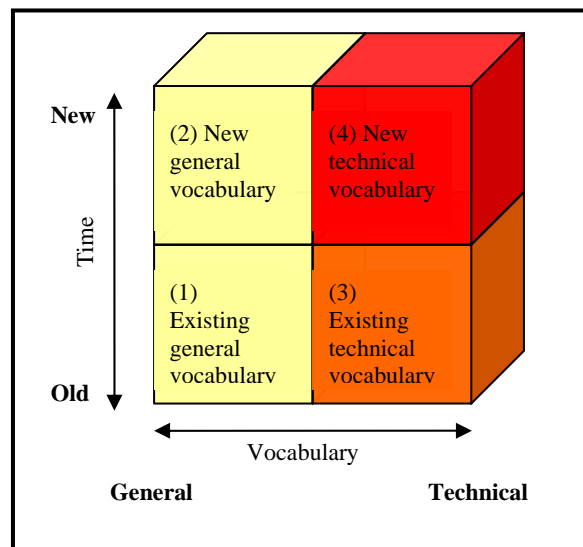 New
(2) New
general
vocabulary
(4) New
technical
vocabulary
Time
(1)
Existing
general
vocabulary
(3)
Existing
technical
vocabulary
Old
Vocabulary
General
Technical